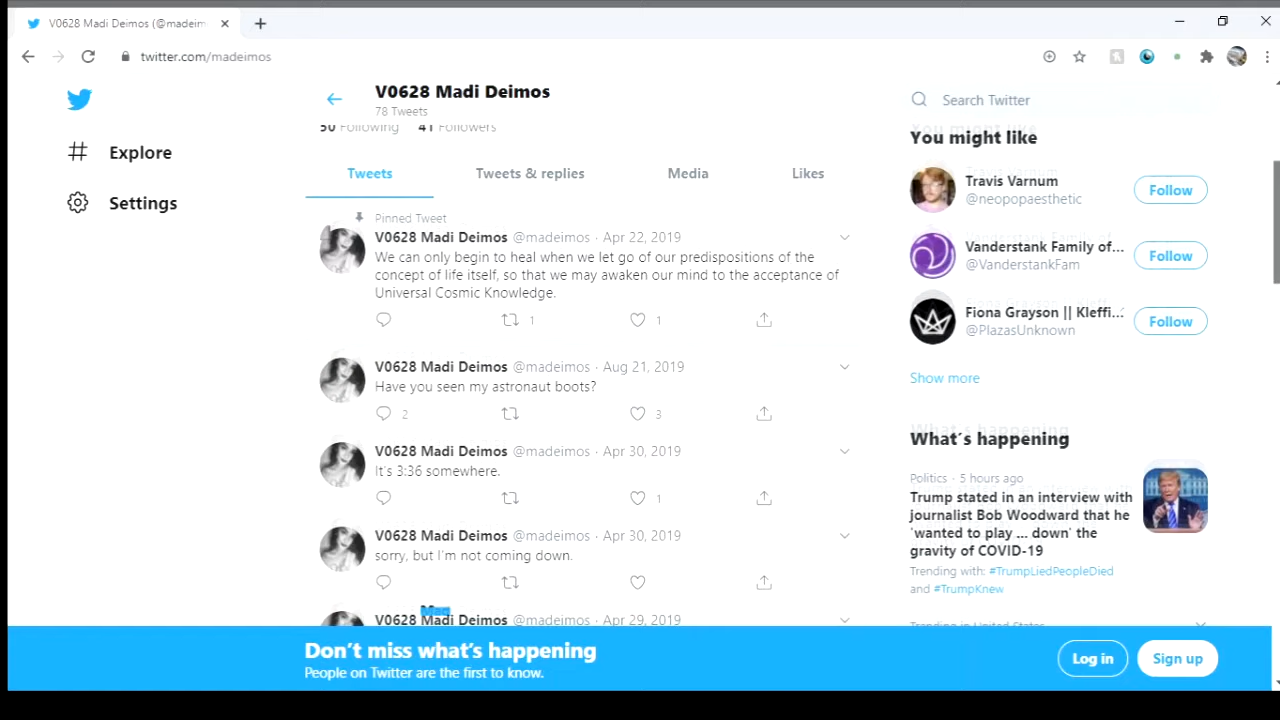 V0628 Madi Deimos (@madeim
twitter.com/madeimos
Explore
Settings
V0628 Madi Deimos
78 Tweets
50 Following 41 Followers
Tweets Tweets & replies Media Likes
Pinned Tweet
V0628 Madi Deimos @madeimos · Apr 22, 2019
We can only begin to heal when we let go of our predispositions of the
concept of life itself, so that we may awaken our mind to the acceptance of
Universal Cosmic Knowledge.
1 1
V0628 Madi Deimos @madeimos · Aug 21, 2019
Have you seen my astronaut boots?
2 3
V0628 Madi Deimos @madeimos · Apr 30, 2019
It's 3:36 somewhere.
1
V0628 Madi Deimos @madeimos · Apr 30, 2019
sorry, but I'm not coming down.
V0628 Madi Deimos @madeimos · Apr 29, 2019
Search Twitter
You might like
Travis Varnum
@neopopaesthetic
Follow
Vanderstank Family of...
@VanderstankFam
Follow
Fiona Grayson || Kleffi...
@PlazasUnknown
Follow
Show more
What's happening
Politics · 5 hours ago
Trump stated in an interview with
journalist Bob Woodward that he
'wanted to play ... down' the
gravity of COVID-19
Trending with: #TrumpLiedPeopleDied
and #TrumpKnew
Trending in United States
Don't miss what's happening
People on Twitter are the first to know.
Log in
Sign up